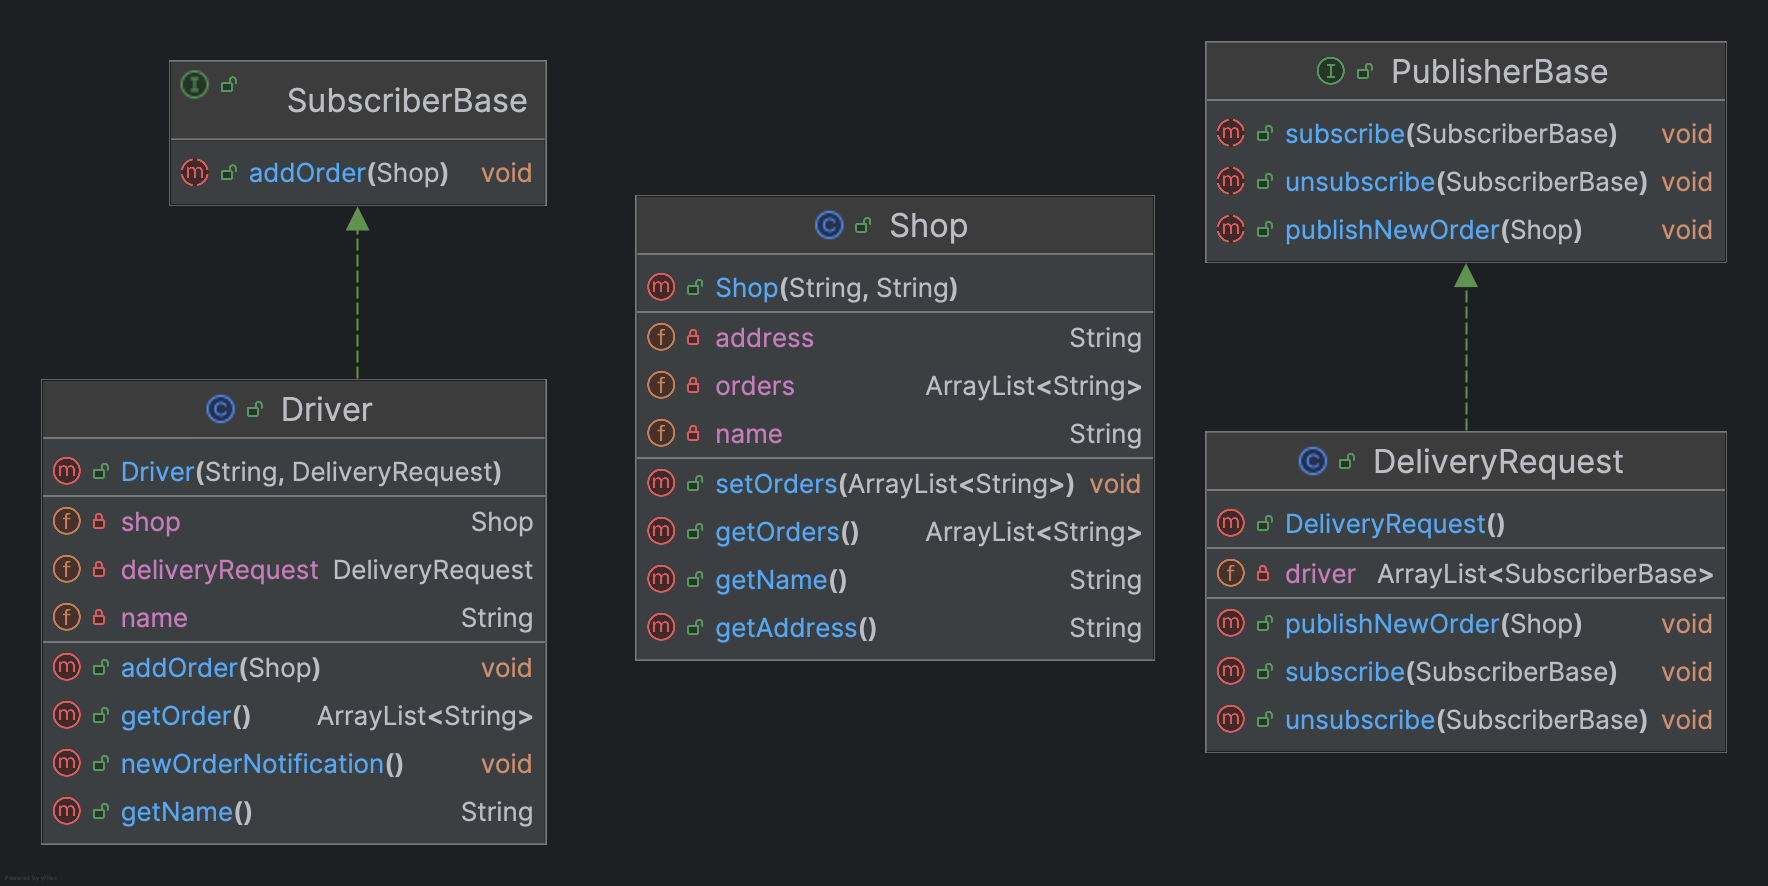 SubscriberBase
addOrder(Shop) void
Driver
Driver(String, DeliveryRequest)
shop Shop
deliveryRequest DeliveryRequest
name String
addOrder(Shop) void
getOrder() ArrayList<String>
newOrderNotification() void
getName() String
Shop
Shop(String, String)
address String
orders ArrayList<String>
name String
setOrders(ArrayList<String>) void
getOrders() ArrayList<String>
getName() String
getAddress() String
PublisherBase
subscribe(SubscriberBase) void
unsubscribe(SubscriberBase) void
publishNewOrder(Shop) void
DeliveryRequest
DeliveryRequest()
driver ArrayList<SubscriberBase>
publishNewOrder(Shop) void
subscribe(SubscriberBase) void
unsubscribe(SubscriberBase) void
Powered by yFiles